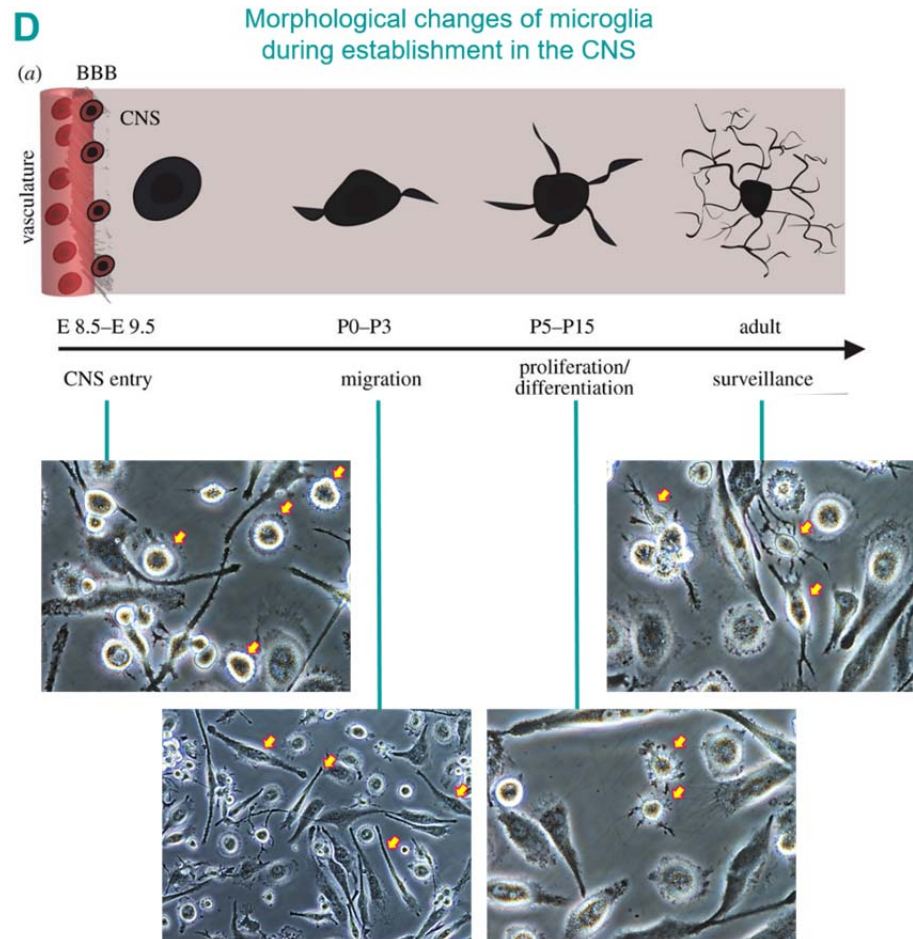 D
Morphological changes of microglia
during establishment in the CNS
(a)
BBB
CNS
vasculature
E 8.5–E 9.5
P0–P3
P5–P15
adult
CNS entry
migration
proliferation/
differentiation
surveillance